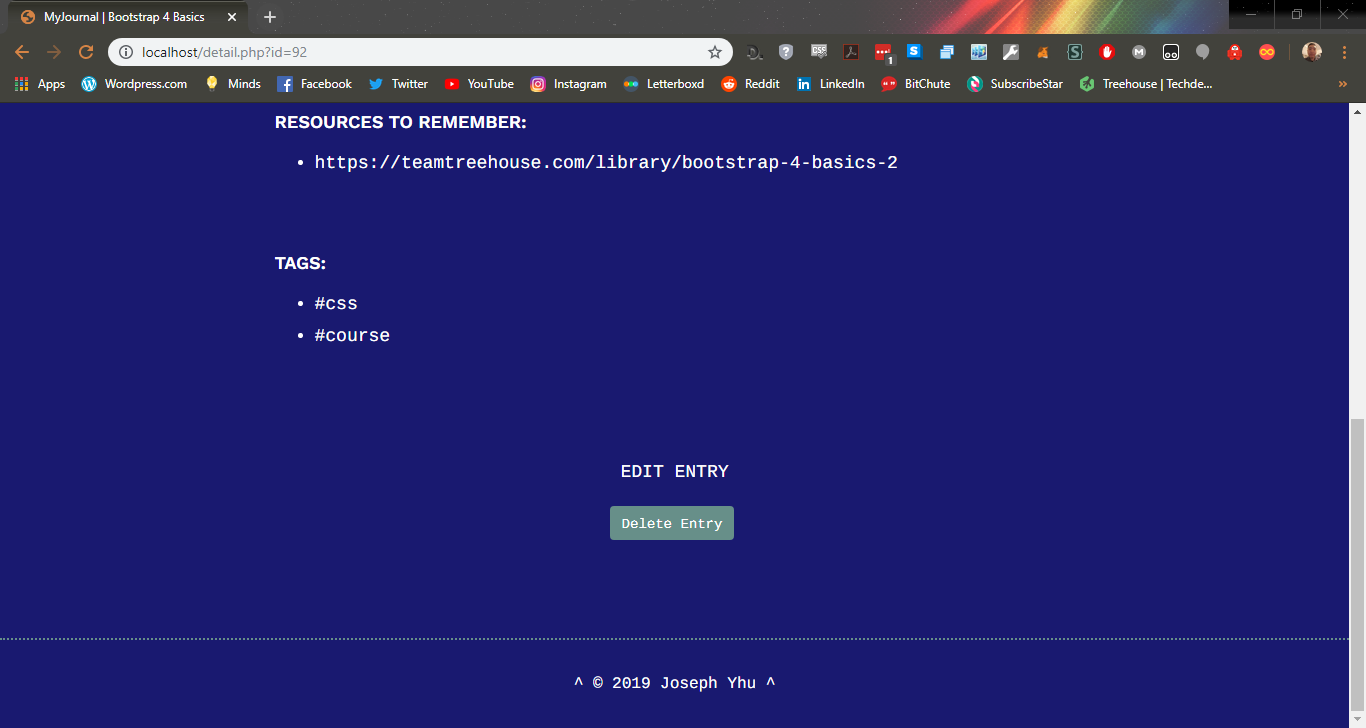 MyJournal | Bootstrap 4 Basics
localhost/detail.php?id=92
1
Apps Wordpress.com Minds Facebook Twitter YouTube Instagram Letterboxd Reddit LinkedIn BitChute SubscribeStar Treehouse | Techde...
RESOURCES TO REMEMBER:
• https://teamtreehouse.com/library/bootstrap-4-basics-2
TAGS:
• #css
• #course
EDIT ENTRY
Delete Entry
^ © 2019 Joseph Yhu ^